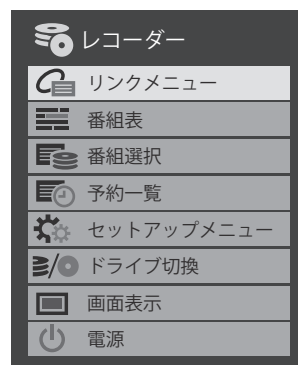 レコーダー
リンクメニュー
番組表
番組選択
予約一覧
セットアップメニュー
ドライブ切換
画面表示
電源